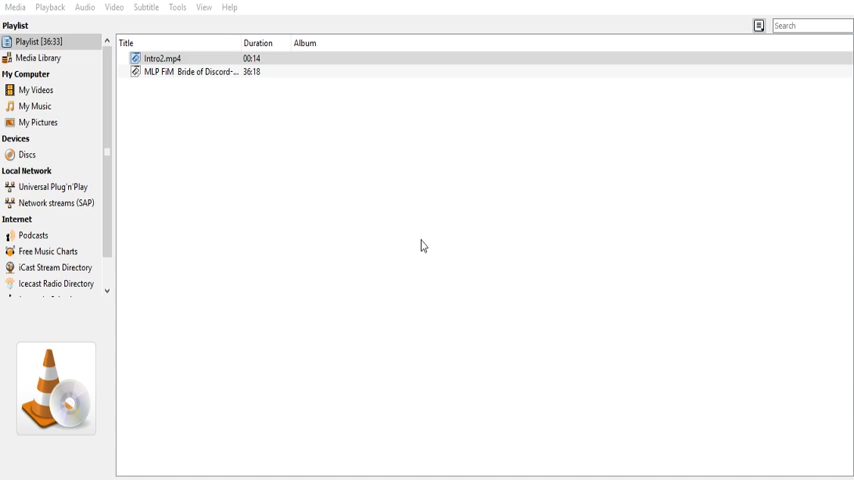 Media Playback Audio Video Subtitle Tools View Help
Playlist
Search
Playlist [36:33]
Media Library
My Computer
My Videos
My Music
My Pictures
Devices
Discs
Local Network
Universal Plug'n'Play
Network streams (SAP)
Internet
Podcasts
Free Music Charts
iCast Stream Directory
Icecast Radio Directory
Title Duration Album
Intro2.mp4 00:14
MLP FiM Bride of Discord-... 36:18